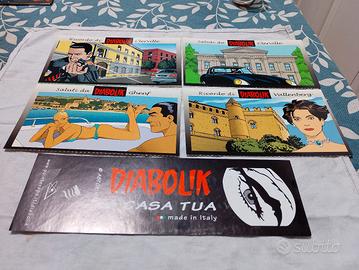 Ricordo di DIABOLIK Clerville
Saluti da DIABOLIK Clerville
Saluti da DIABOLIK Ghenf
Ricordo di DIABOLIK Vallenberg
DIABOLIK
CASA TUA
made in Italy
subito